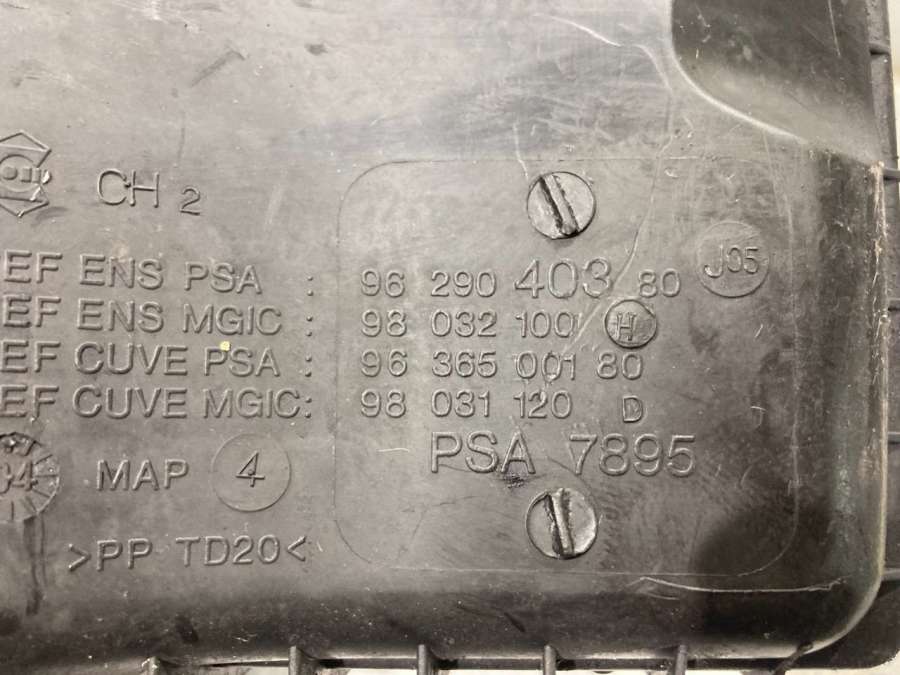 CH 2
EF ENS PSA : 96 290 403 80 J05
EF ENS MGIC : 98 032 100 H
EF CUVE PSA : 96 365 001 80
EF CUVE MGIC : 98 031 120 D
PSA 7895
MAP 4
>PP TD20<